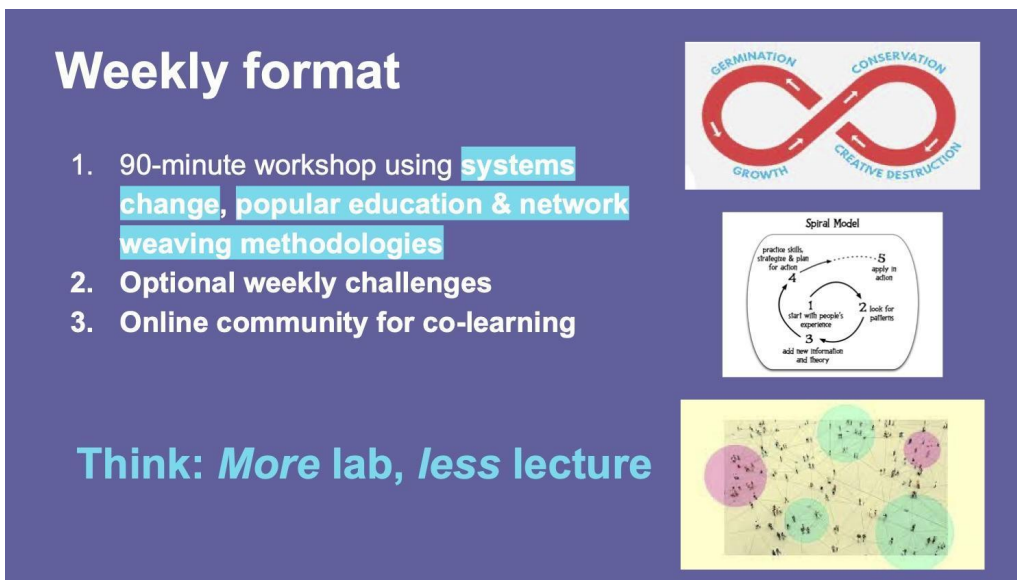 Weekly format
1. 90-minute workshop using systems
change, popular education & network
weaving methodologies
2. Optional weekly challenges
3. Online community for co-learning
Think: More lab, less lecture
GERMINATION
CONSERVATION
GROWTH
CREATIVE DESTRUCTION
Spiral Model
practice skills,
strategize & plan
for action
4
5
apply in
action
1
start with people's
experience
2 look for
patterns
3
add new information
and theory